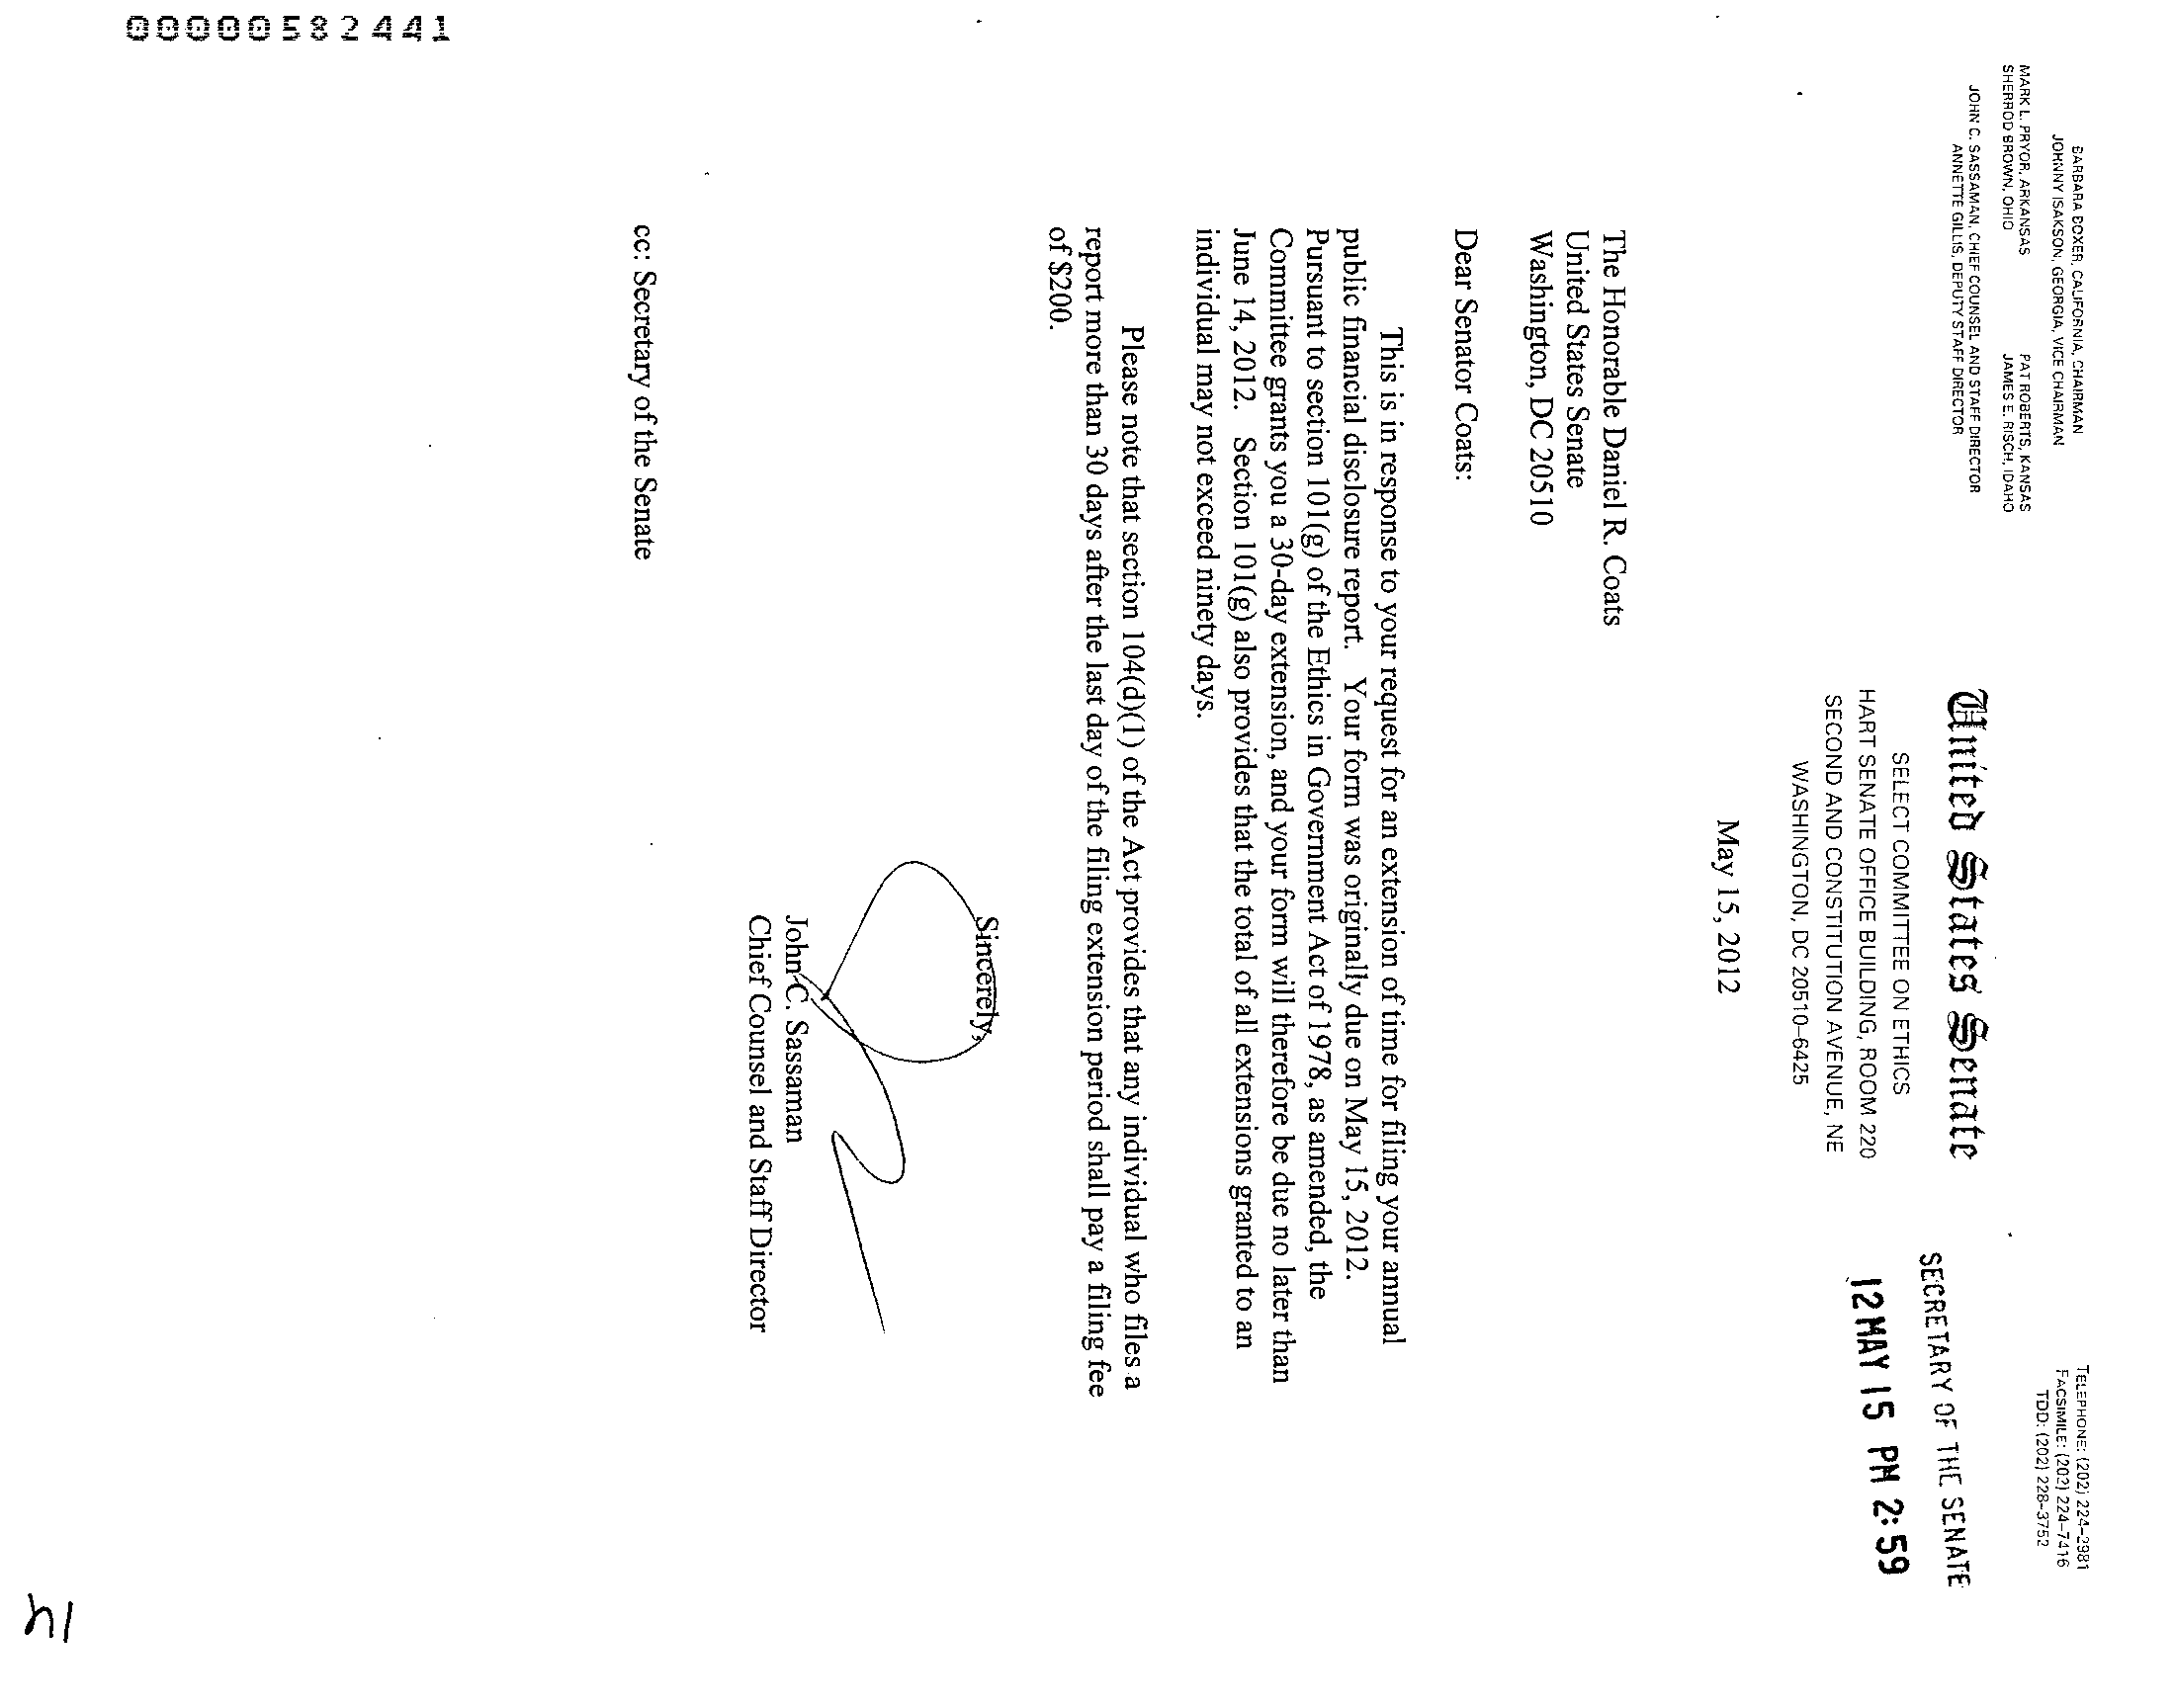 00000582441
BARBARA BOXER, CALIFORNIA, CHAIRMAN
JOHNNY ISAKSON, GEORGIA, VICE CHAIRMAN
MARK L. PRYOR, ARKANSAS PAT ROBERTS, KANSAS
SHERROD BROWN, OHIO JAMES E. RISCH, IDAHO
JOHN C. SASSAMAN, CHIEF COUNSEL AND STAFF DIRECTOR
ANNETTE GILLIS, DEPUTY STAFF DIRECTOR
TELEPHONE: (202) 224-2981
FACSIMILE: (202) 224-7416
TDD: (202) 228-3752
United States Senate
SELECT COMMITTEE ON ETHICS
HART SENATE OFFICE BUILDING, ROOM 220
SECOND AND CONSTITUTION AVENUE, NE
WASHINGTON, DC 20510-6425
SECRETARY OF THE SENATE
12 MAY 15 PM 2:59
May 15, 2012
The Honorable Daniel R. Coats
United States Senate
Washington, DC 20510
Dear Senator Coats:
This is in response to your request for an extension of time for filing your annual
public financial disclosure report. Your form was originally due on May 15, 2012.
Pursuant to section 101(g) of the Ethics in Government Act of 1978, as amended, the
Committee grants you a 30-day extension, and your form will therefore be due no later than
June 14, 2012. Section 101(g) also provides that the total of all extensions granted to an
individual may not exceed ninety days.
Please note that section 104(d)(1) of the Act provides that any individual who files a
report more than 30 days after the last day of the filing extension period shall pay a filing fee
of $200.
Sincerely,
John C. Sassaman
Chief Counsel and Staff Director
cc: Secretary of the Senate